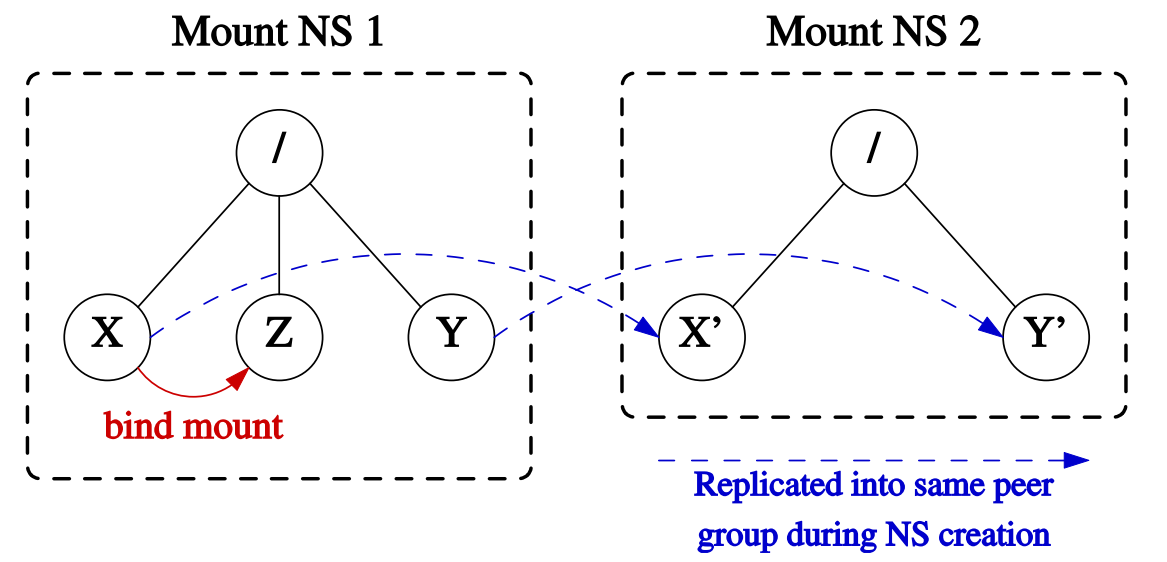 Mount NS 1
Mount NS 2
/
/
X
Z
Y
X’
Y’
bind mount
Replicated into same peer
group during NS creation